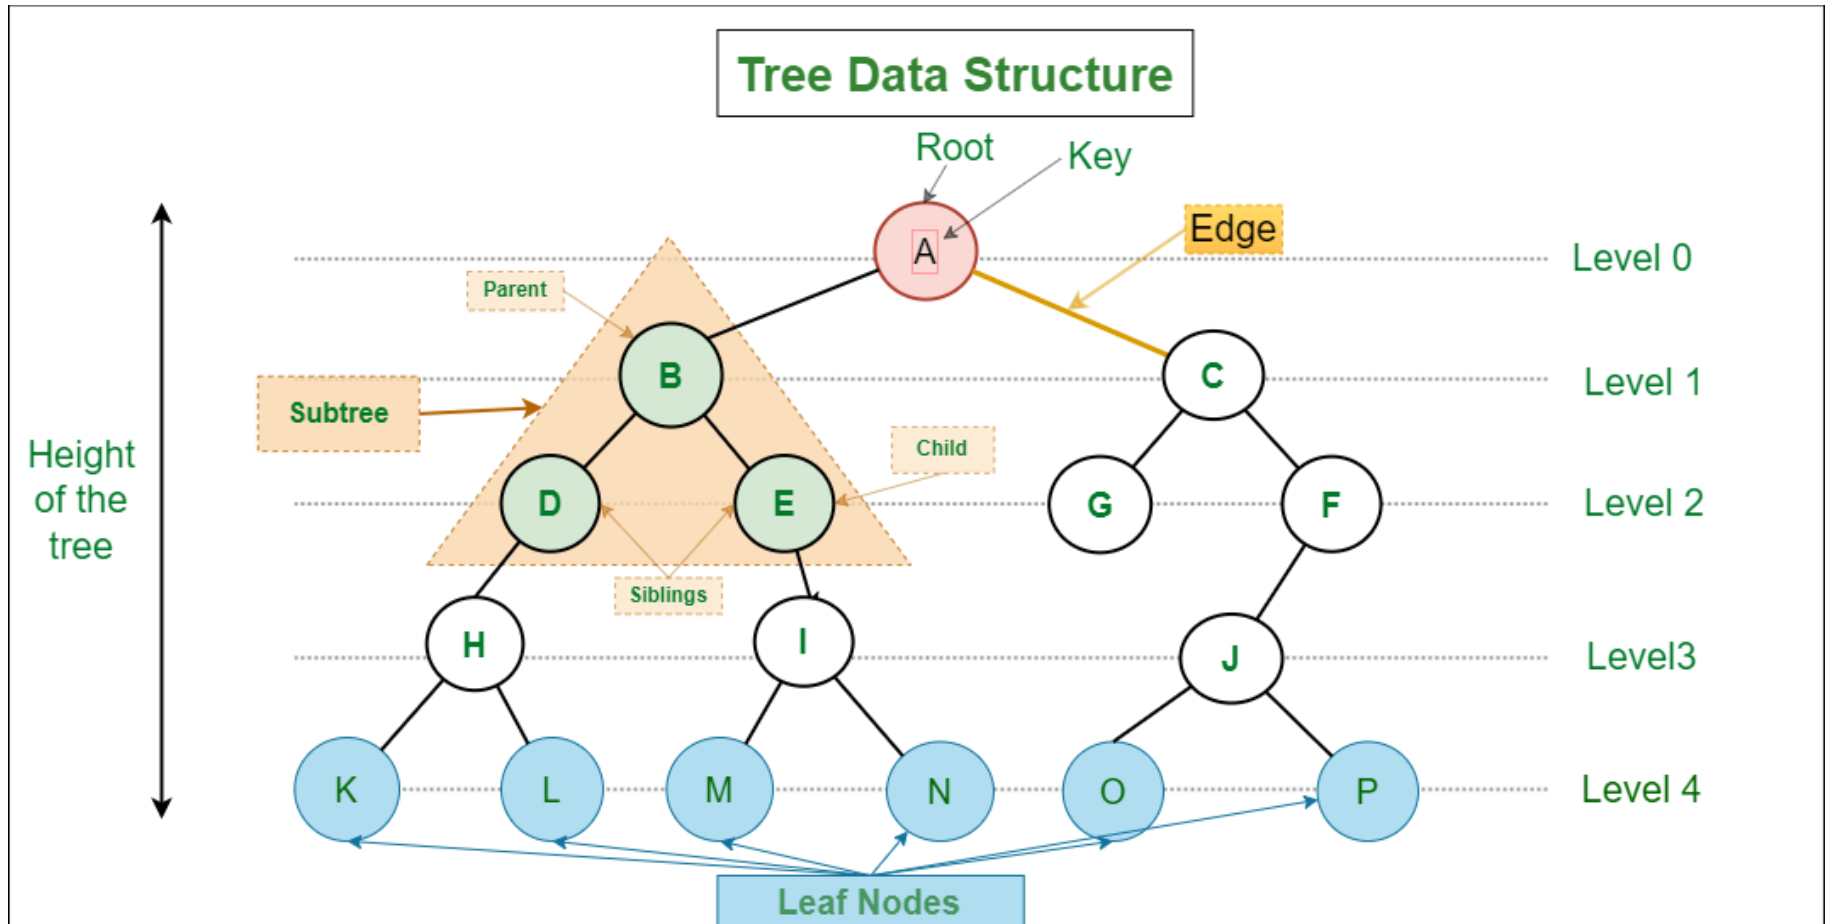 Tree Data Structure
Root
Key
A
Edge
Level 0
Parent
B
C
Level 1
Subtree
Height
of the
tree
Child
D
E
G
F
Level 2
Siblings
H
I
J
Level3
K
L
M
N
O
P
Level 4
Leaf Nodes